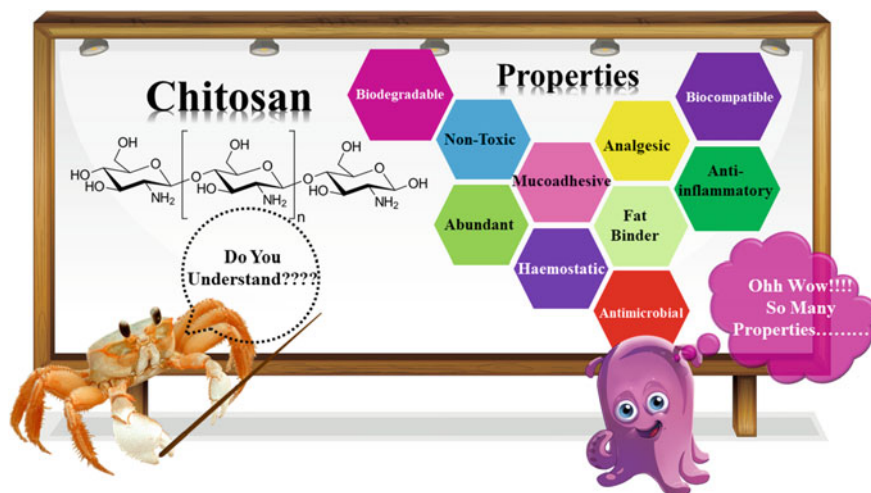 Chitosan
Properties
Biodegradable
Non-Toxic
Abundant
Mucoadhesive
Haemostatic
Analgesic
Fat
Binder
Antimicrobial
Biocompatible
Anti-
inflammatory
OH
O
HO
HO
NH2
O
OH
O
HO
NH2
n
O
OH
O
HO
NH2
OH
Do You
Understand????
Ohh Wow!!!!
So Many
Properties.........